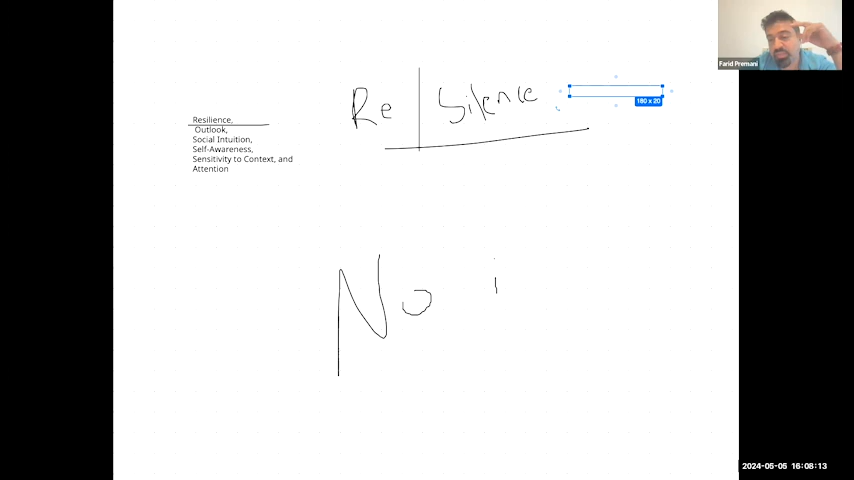 Farid Premani
Re | Silence
180 x 20
Resilience,
Outlook,
Social Intuition,
Self-Awareness,
Sensitivity to Context, and
Attention
No i
2024-05-05 16:08:13